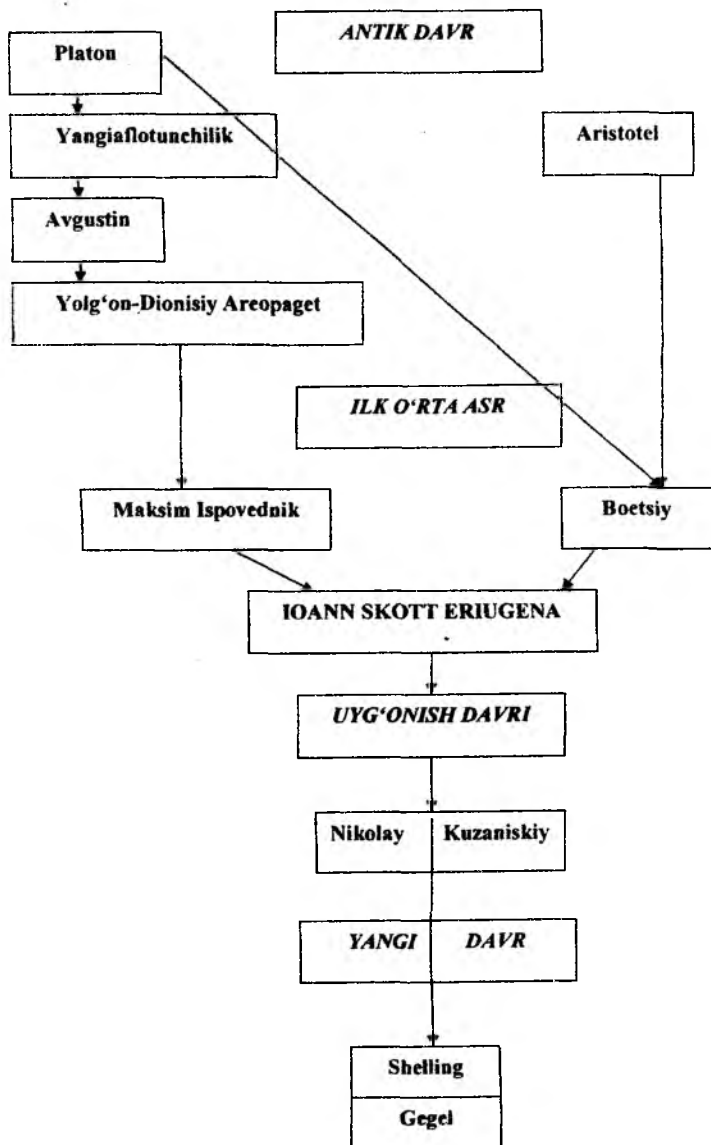 ANTIK DAVR
Platon
Yangiaflotunchilik
Aristotel
Avgustin
Yolg‘on-Dionisiy Areopaget
ILK O‘RTA ASR
Maksim Ispovednik
Boetsiy
IOANN SKOTT ERIUGENA
UYG‘ONISH DAVRI
Nikolay Kuzaniskiy
YANGI DAVR
Shelling
Gegel